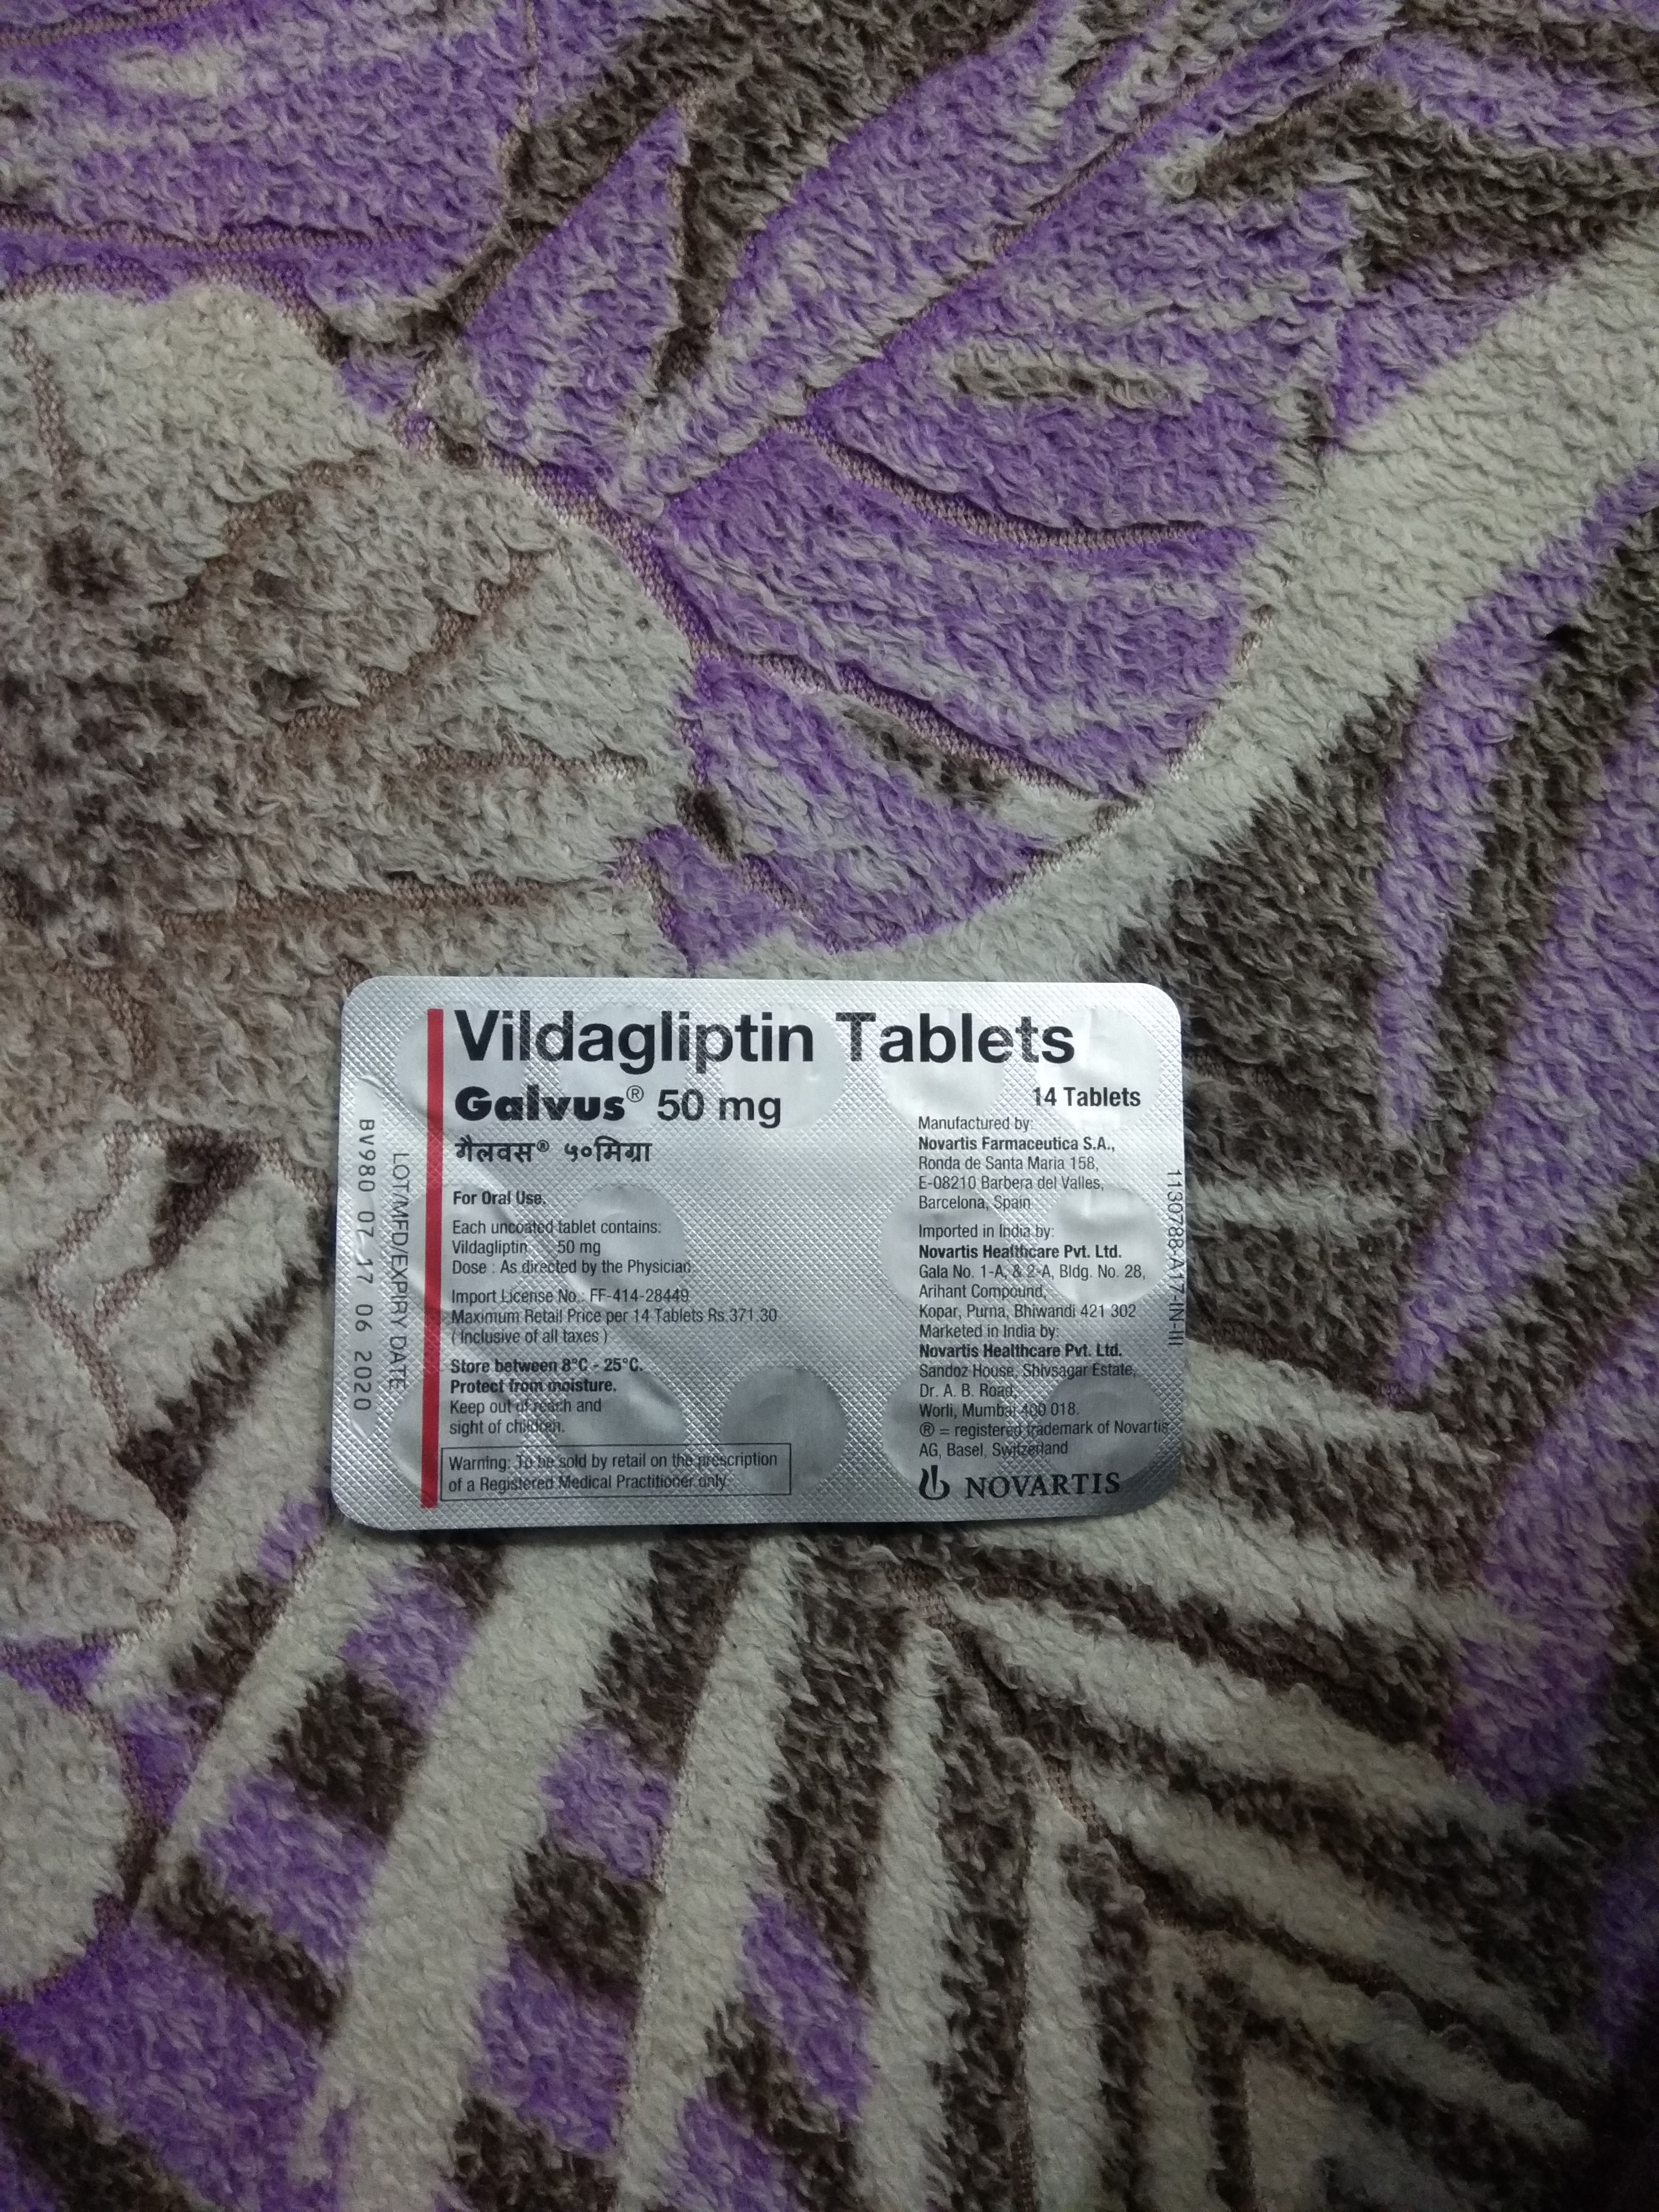 Vildagliptin Tablets
Galvus® 50 mg
गैलवस® ५०मिग्रा
For Oral Use.
Each uncoated tablet contains:
Vildagliptin 50 mg
Dose : As directed by the Physician
Import License No.: FF-414-28449
Maximum Retail Price per 14 Tablets Rs.371.30
( Inclusive of all taxes )
Store between 8°C - 25°C.
Protect from moisture.
Keep out of reach and
sight of children.
Warning: To be sold by retail on the prescription
of a Registered Medical Practitioner only.
14 Tablets
Manufactured by:
Novartis Farmaceutica S.A.,
Ronda de Santa Maria 158,
E-08210 Barbera del Valles,
Barcelona, Spain
Imported in India by:
Novartis Healthcare Pvt. Ltd.
Gala No. 1-A, & 2-A, Bldg. No. 28,
Arihant Compound,
Kopar, Purna, Bhiwandi 421 302
Marketed in India by:
Novartis Healthcare Pvt. Ltd.
Sandoz House, Shivsagar Estate,
Dr. A. B. Road,
Worli, Mumbai 400 018.
® = registered trademark of Novartis
AG, Basel, Switzerland
NOVARTIS
LOT/MFD/EXPIRY DATE
BV980 07 17 06 2020
1130788-A17-IN-III